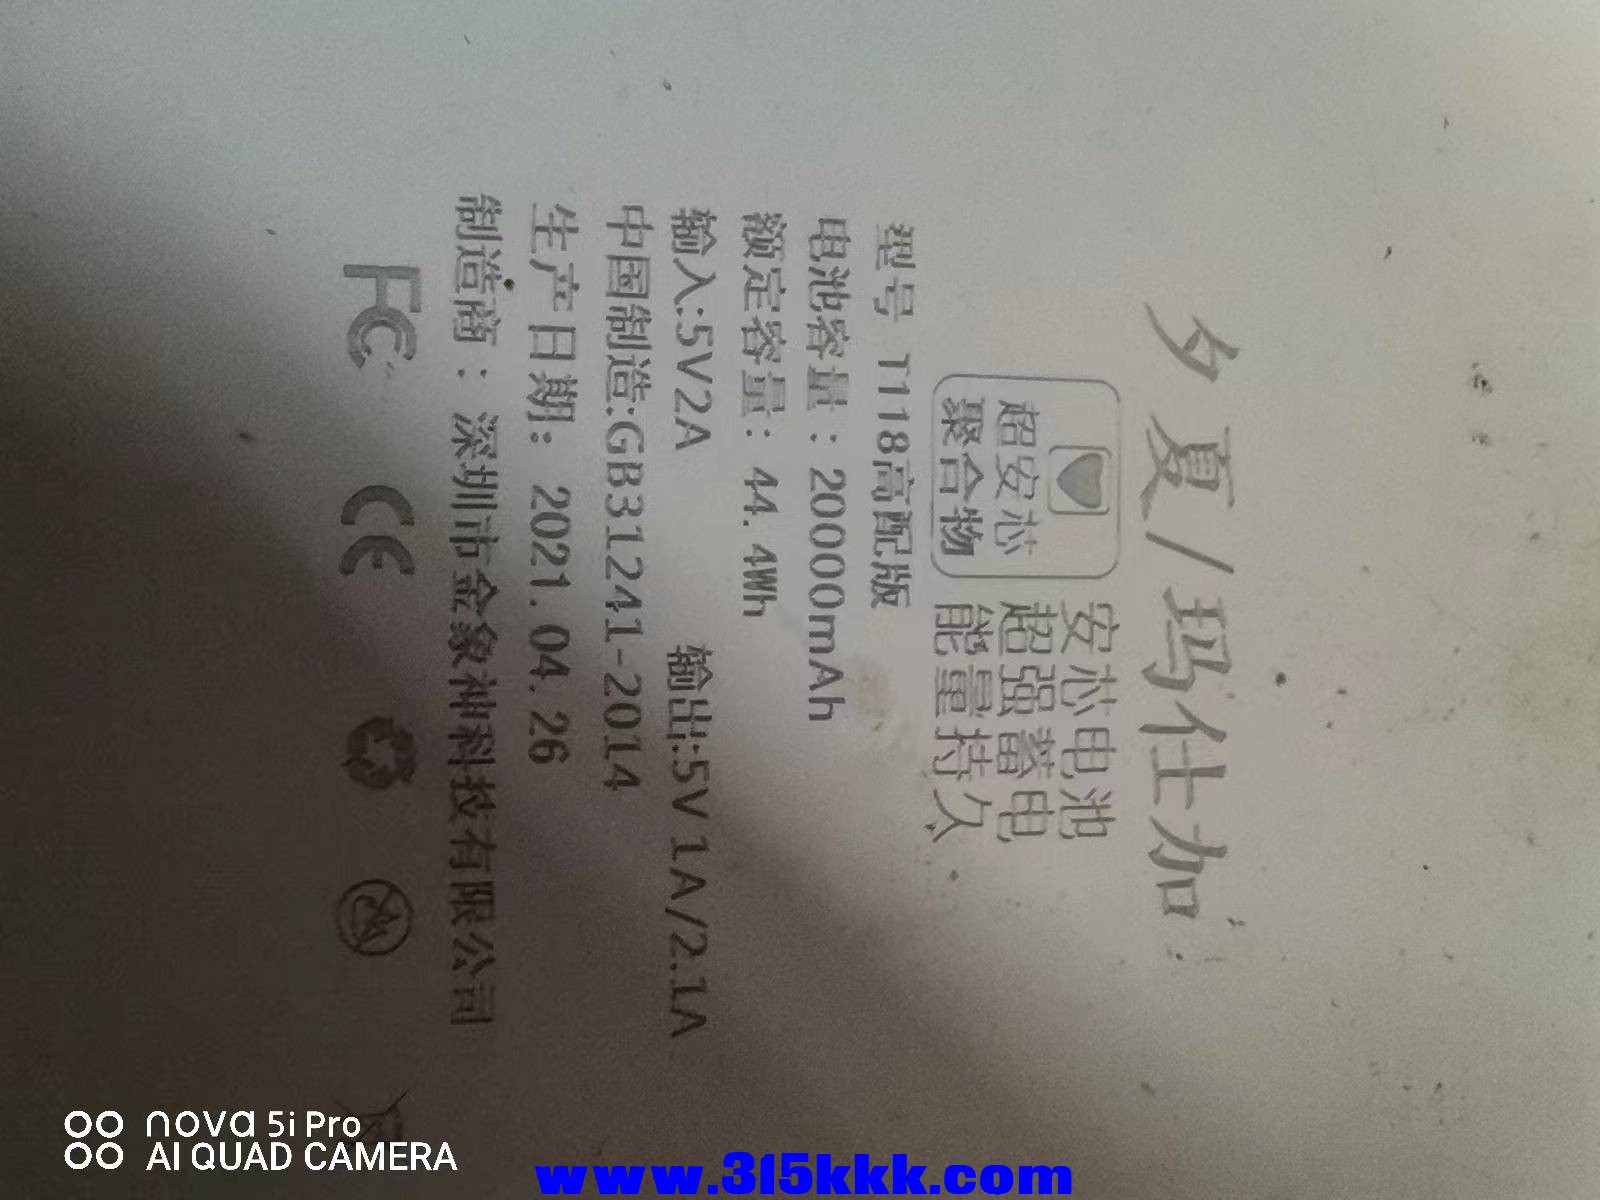 夕夏/玛仕加
超安芯
聚合物
安芯电池
超强蓄电
能量持久
型号 T118高配版
电池容量：20000mAh
额定容量：44.4Wh
输入:5V2A 输出:5V 1A/2.1A
中国制造:GB31241-2014
生产日期：2021.04.26
制造商：深圳市金象神科技有限公司
FC CE
nova 5i Pro
AI QUAD CAMERA
www.315kkk.com